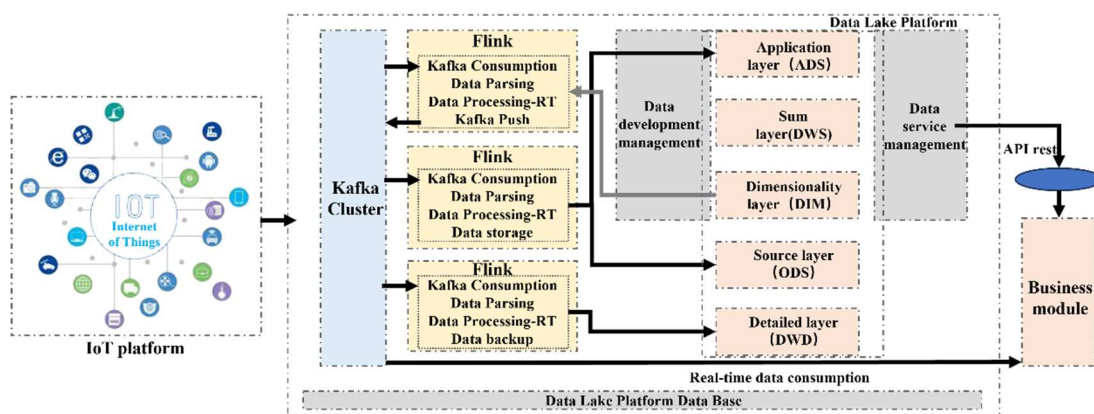 Data Lake Platform
IOT
Internet
of Things
IoT platform
Kafka
Cluster
Flink
Kafka Consumption
Data Parsing
Data Processing-RT
Kafka Push
Flink
Kafka Consumption
Data Parsing
Data Processing-RT
Data storage
Flink
Kafka Consumption
Data Parsing
Data Processing-RT
Data backup
Data
development
management
Application
layer（ADS）
Sum
layer(DWS)
Dimensionality
layer（DIM）
Source layer
（ODS）
Detailed layer
（DWD）
Data
service
management
API rest
Business
module
Real-time data consumption
Data Lake Platform Data Base